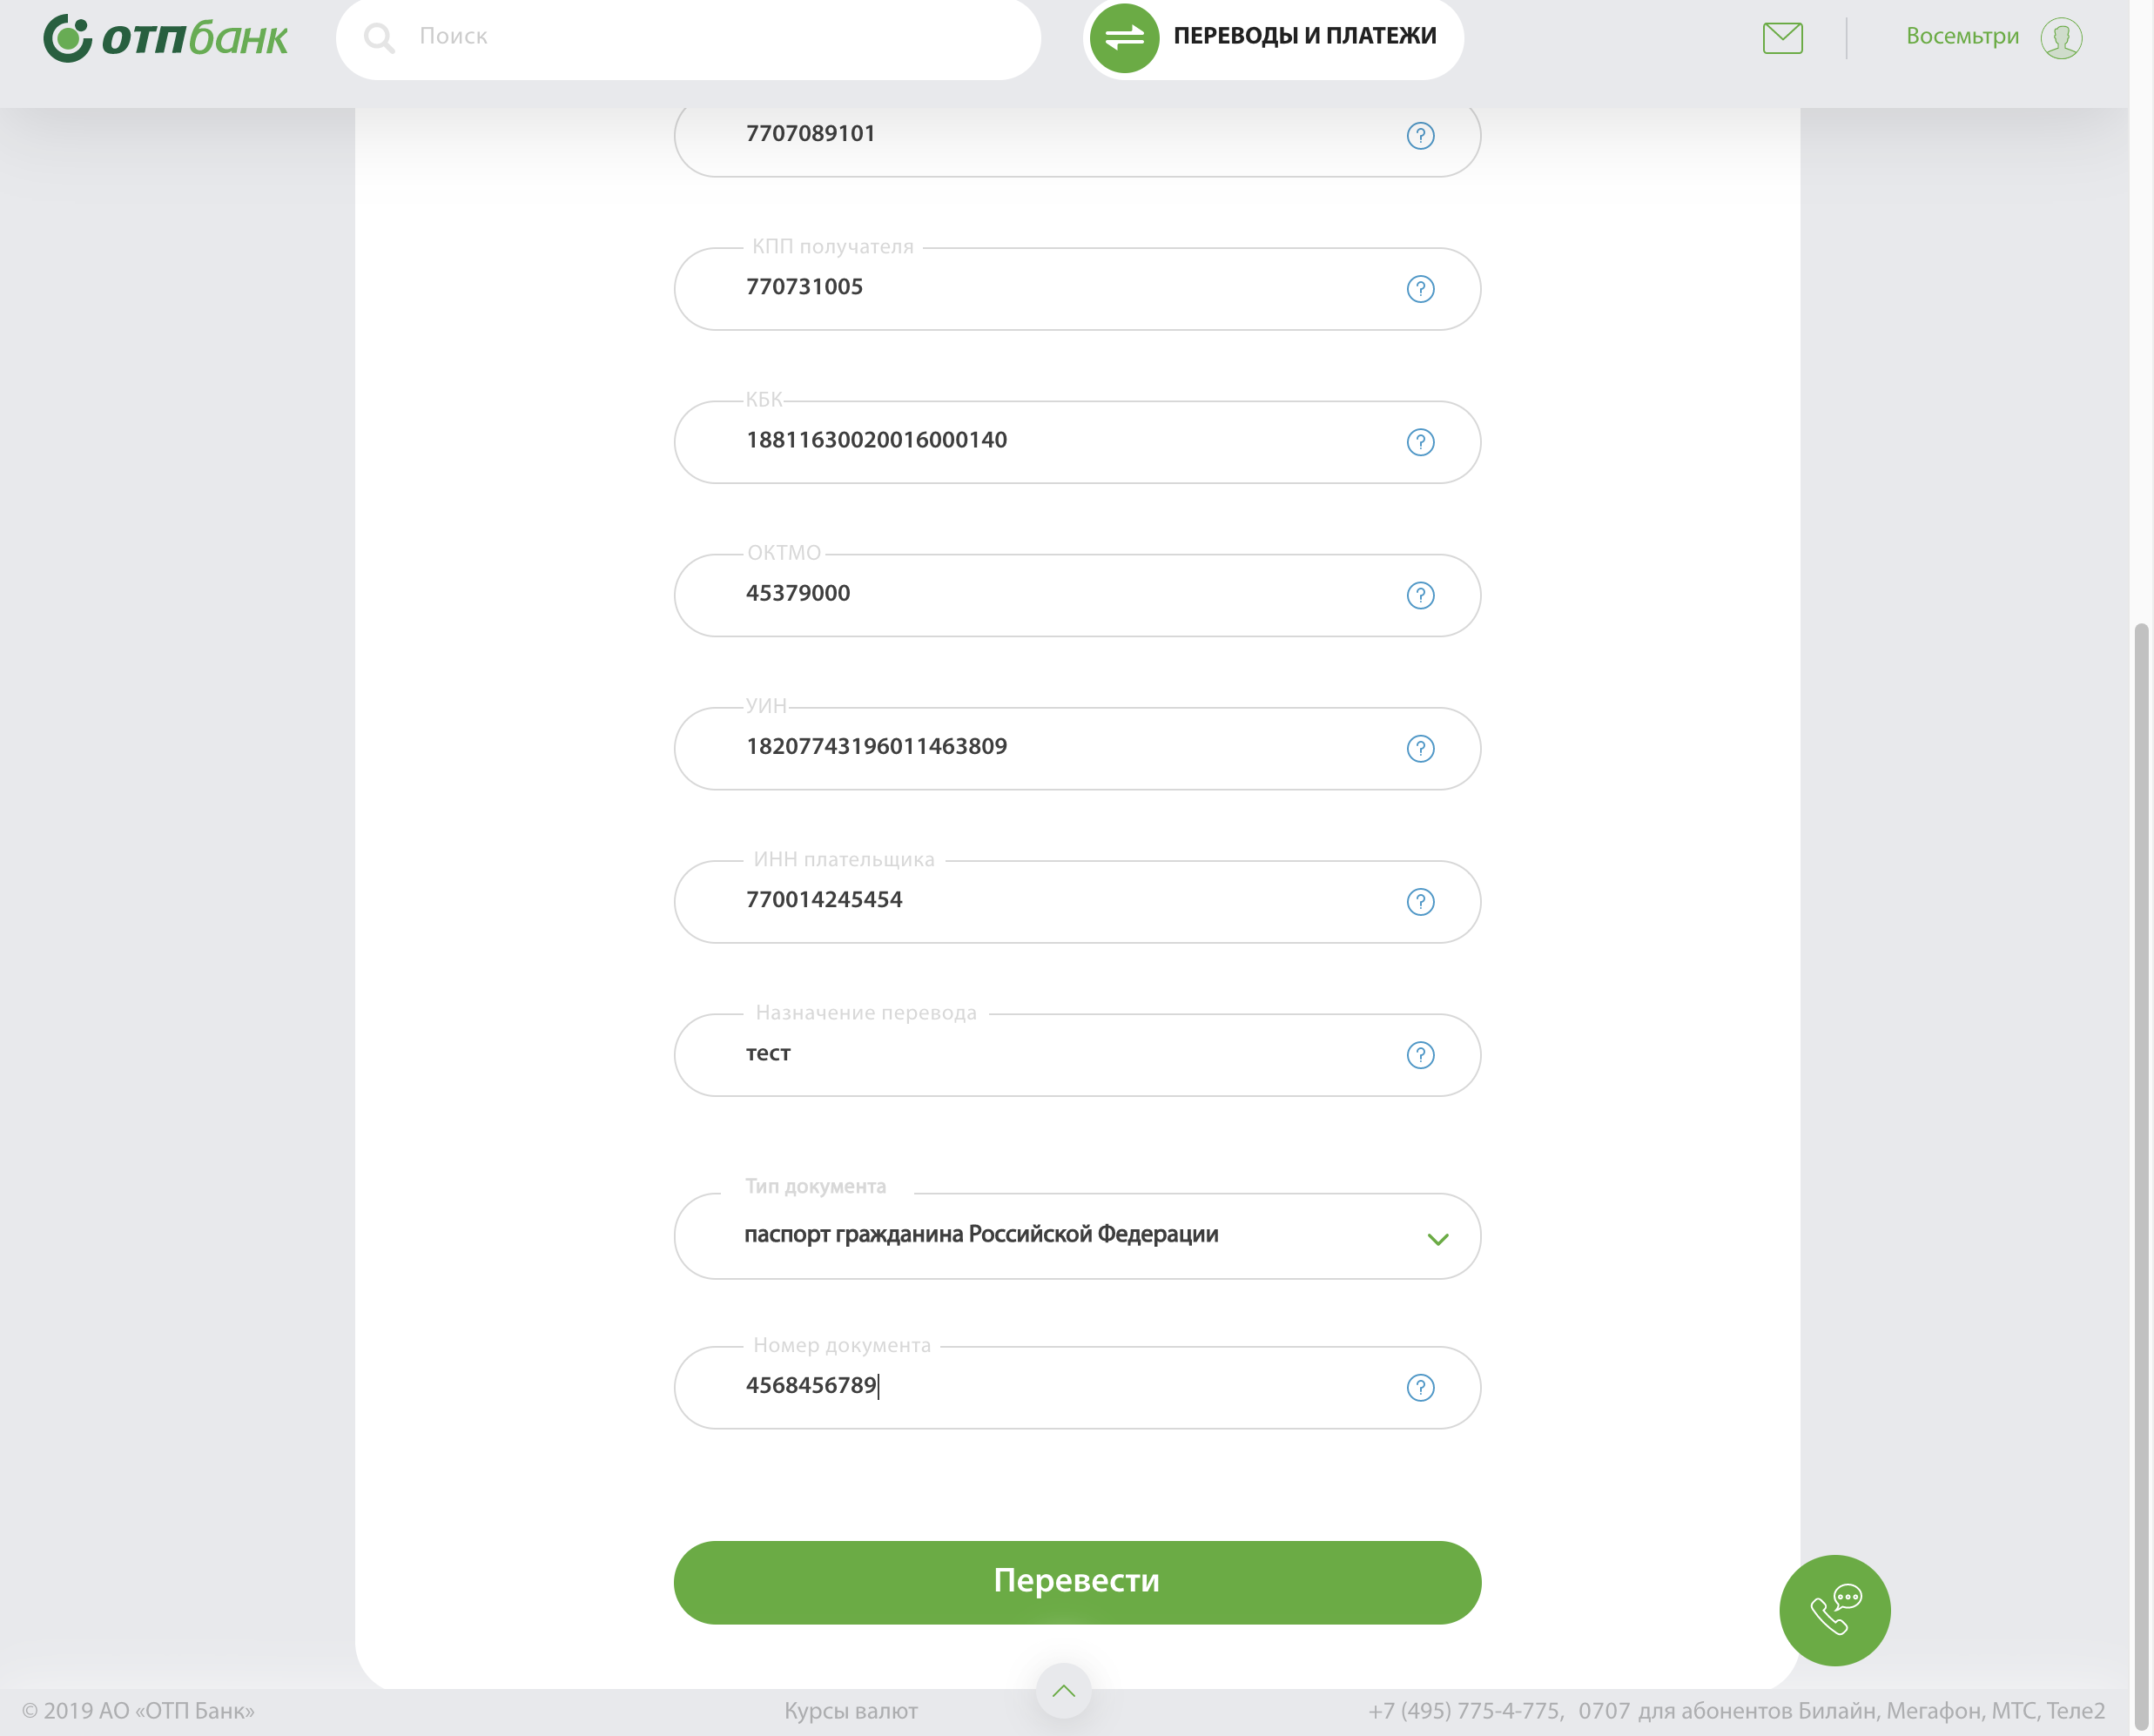 отпбанк
Поиск
ПЕРЕВОДЫ И ПЛАТЕЖИ
Восемьтри
7707089101
?
КПП получателя
770731005
?
КБК
18811630020016000140
?
ОКТМО
45379000
?
УИН
18207743196011463809
?
ИНН плательщика
770014245454
?
Назначение перевода
тест
?
Тип документа
паспорт гражданина Российской Федерации
Номер документа
4568456789
?
Перевести
© 2019 АО «ОТП Банк»
Курсы валют
+7 (495) 775-4-775, 0707 для абонентов Билайн, Мегафон, МТС, Теле2